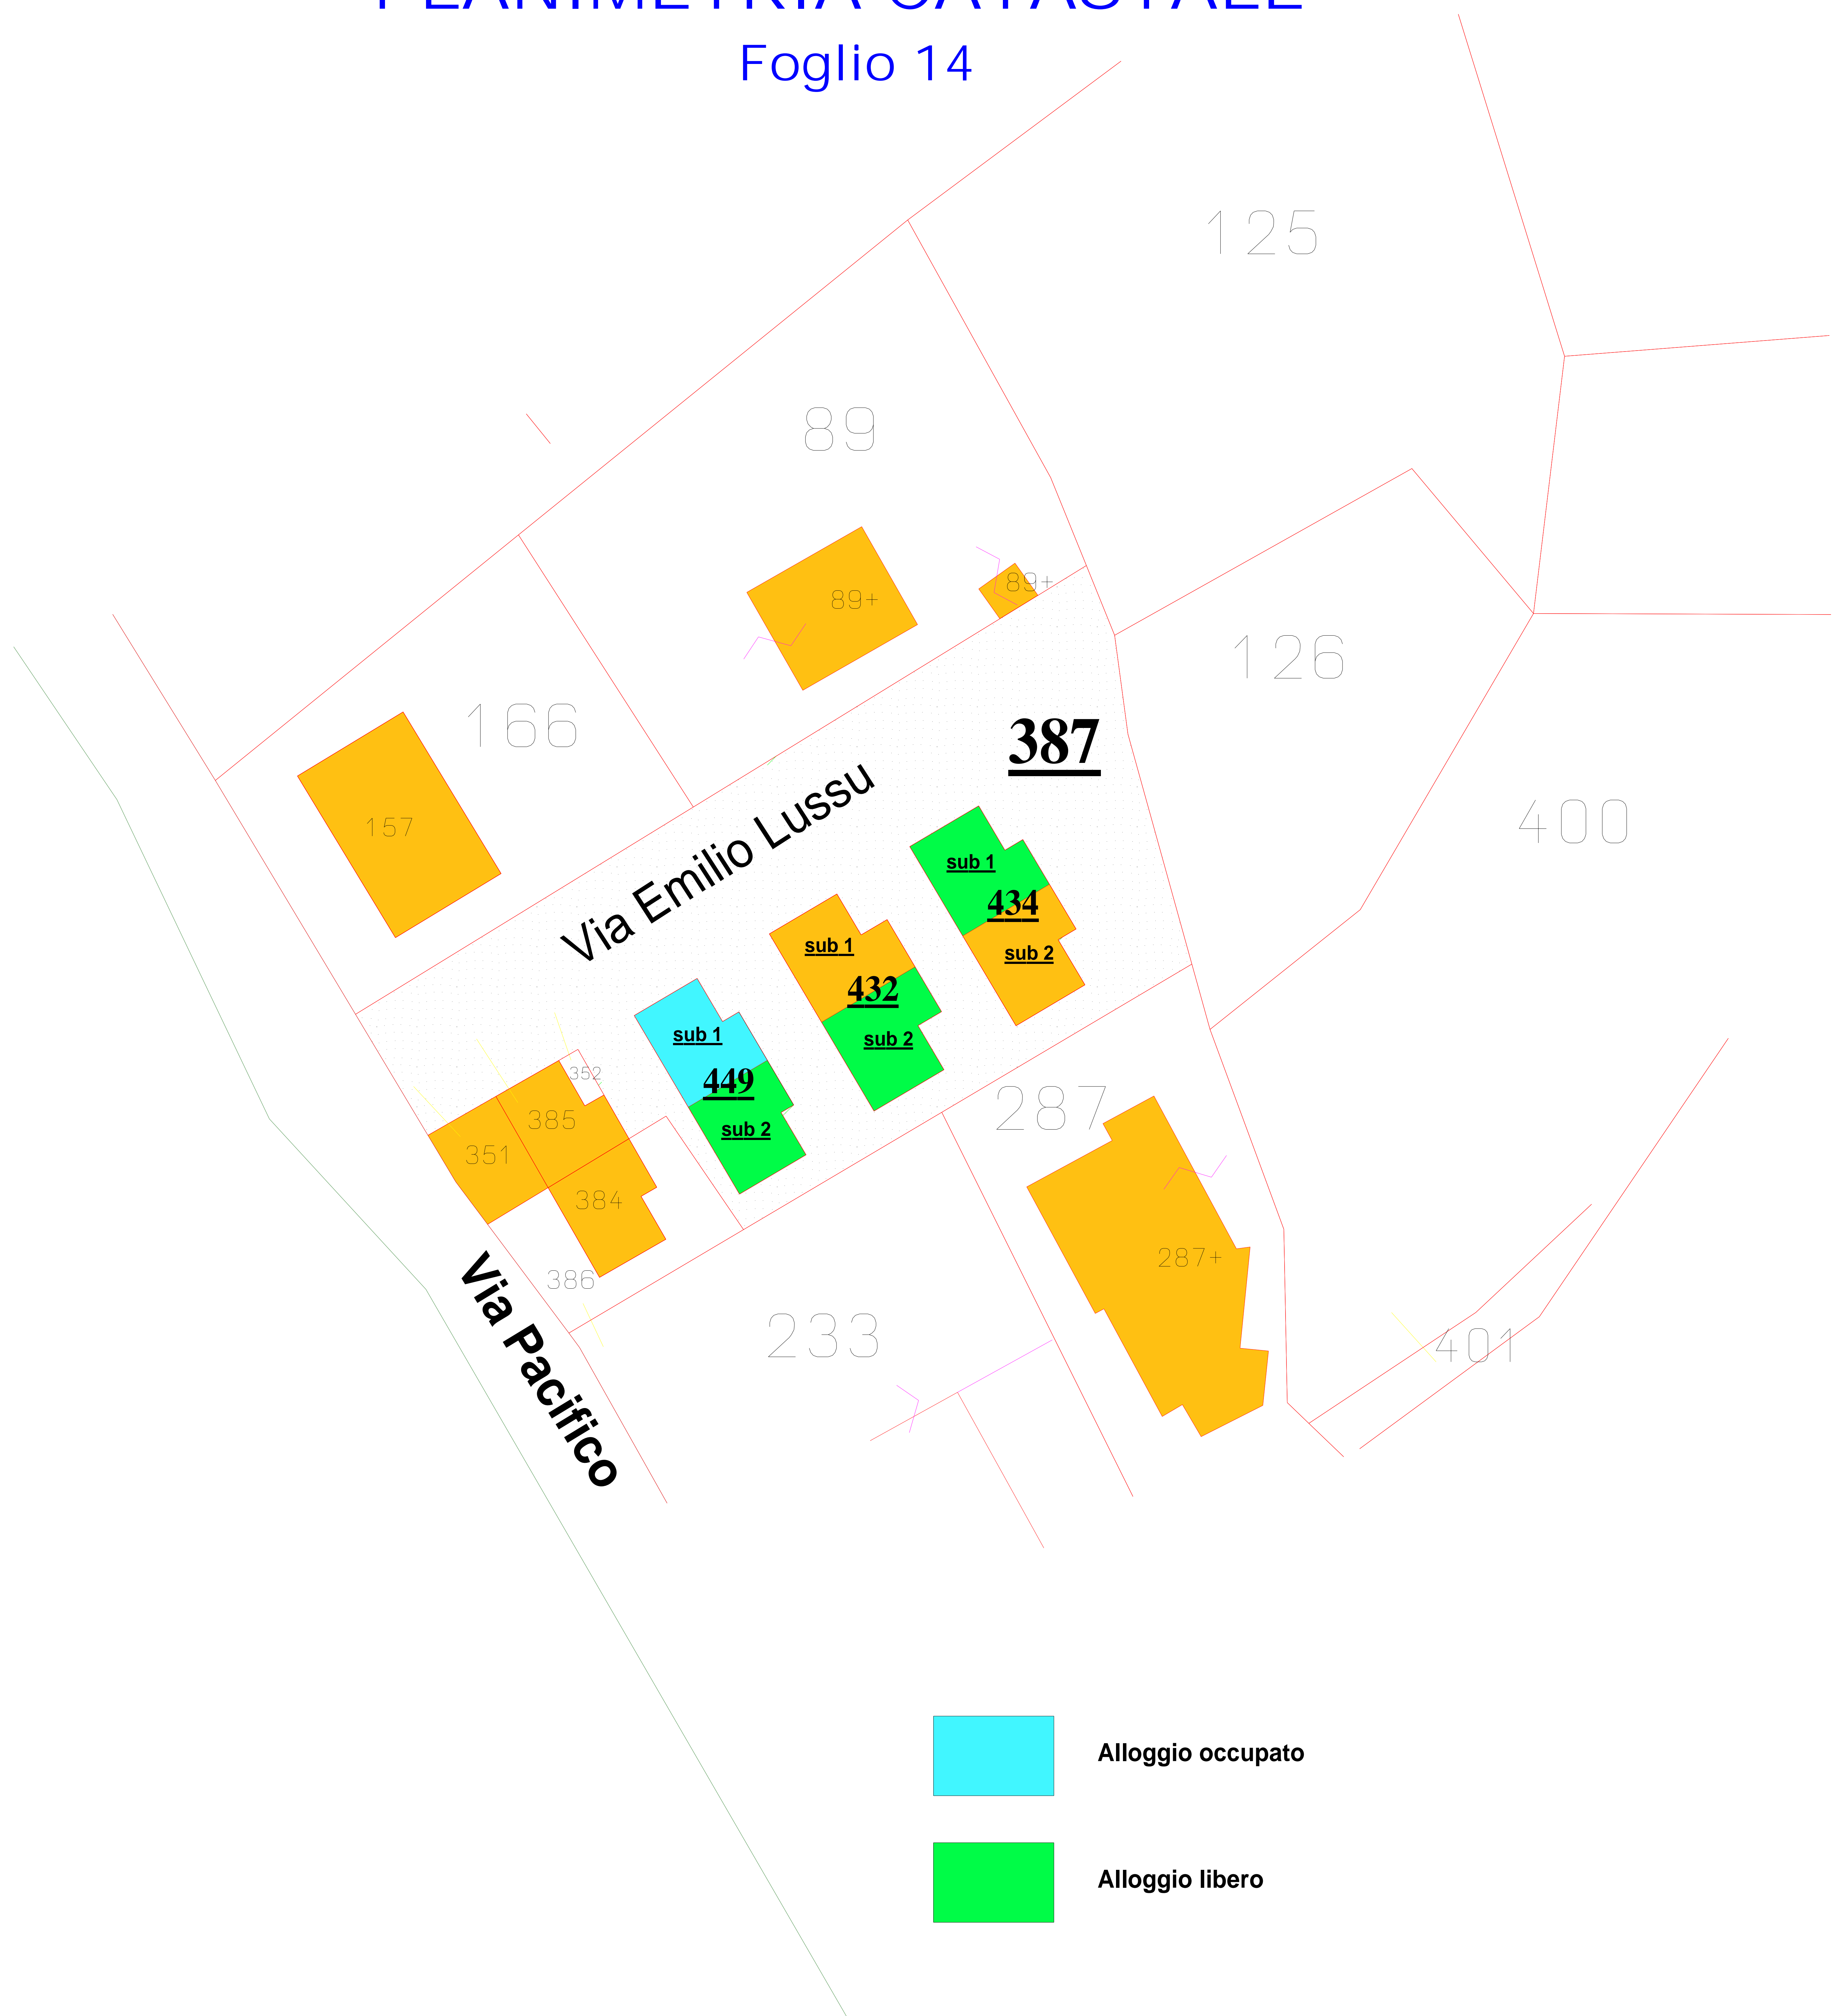 PLANIMETRIA CATASTALE
Foglio 14
125
89
89+
89+
126
166
387
157
400
Via Emilio Lussu
sub 1
434
sub 2
sub 1
432
sub 2
sub 1
449
sub 2
352
385
351
384
386
287
287+
233
401
Via Pacifico
Alloggio occupato
Alloggio libero